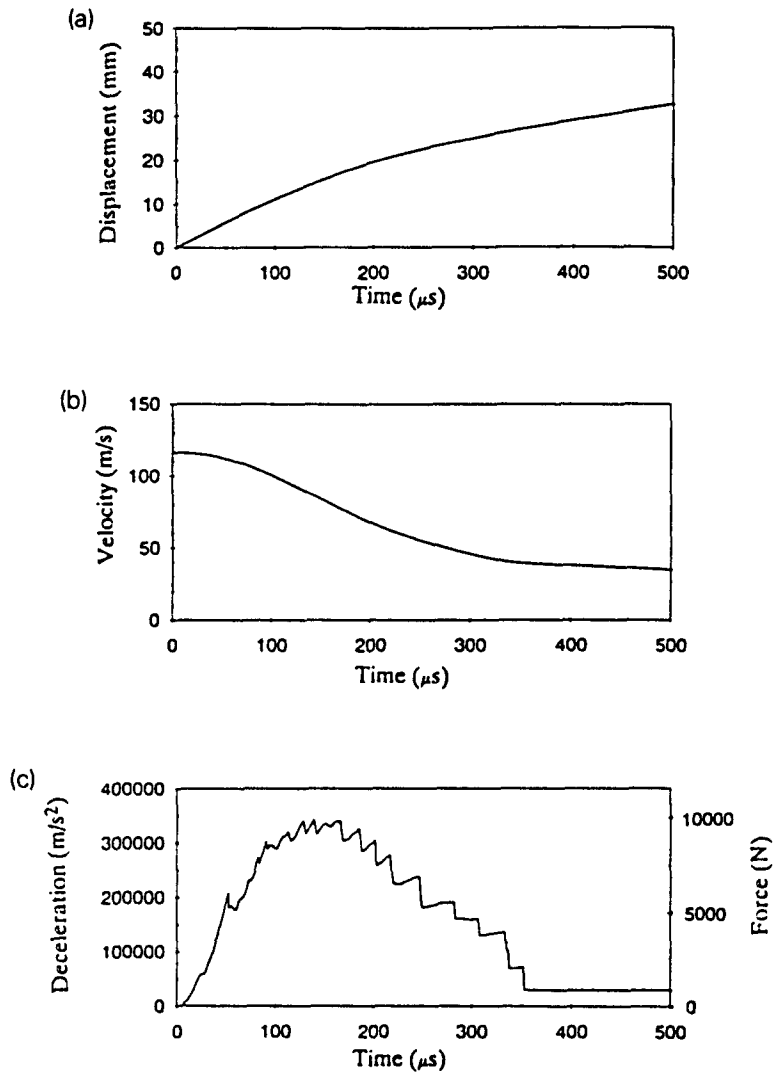 (a)
Displacement (mm)
50
40
30
20
10
0
0 100 200 300 400 500
Time (μs)
(b)
Velocity (m/s)
150
100
50
0
0 100 200 300 400 500
Time (μs)
(c)
Deceleration (m/s²)
400000
300000
200000
100000
0
10000
5000
0
Force (N)
0 100 200 300 400 500
Time (μs)